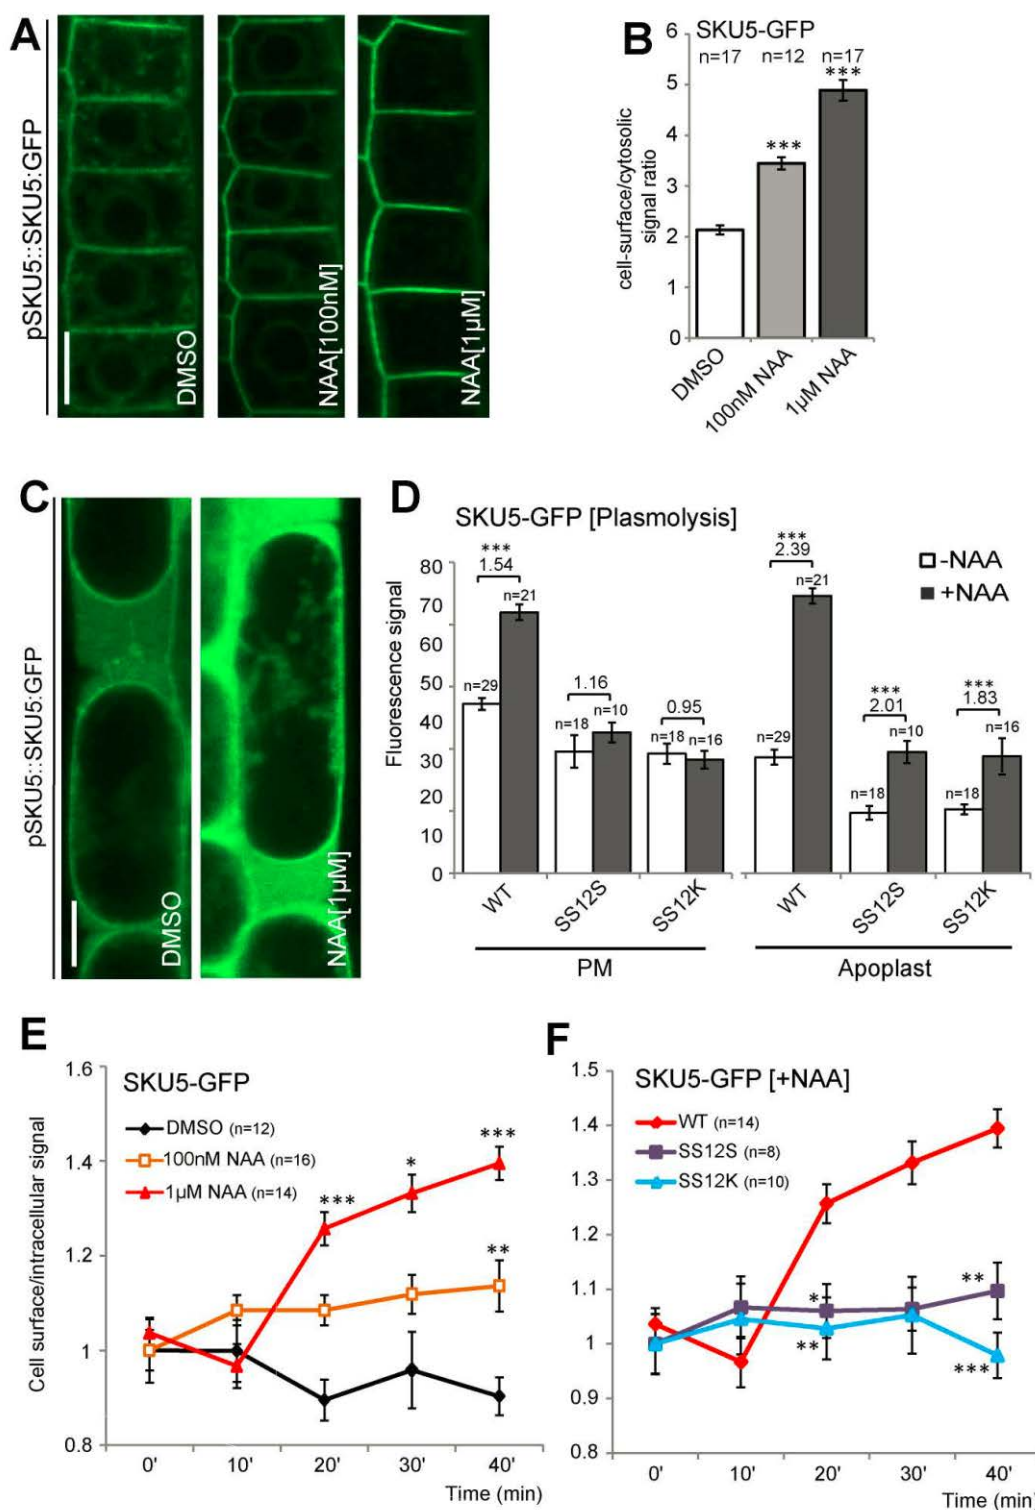 A
pSKU5::SKU5:GFP
DMSO
NAA[100nM]
NAA[1µM]
B
SKU5-GFP
n=17
n=12
n=17
***
***
cell-surface/cytosolic
signal ratio
6
5
4
3
2
1
0
DMSO
100nM NAA
1µM NAA
C
pSKU5::SKU5:GFP
DMSO
NAA[1µM]
D
SKU5-GFP [Plasmolysis]
-NAA
+NAA
Fluorescence signal
80
70
60
50
40
30
20
10
0
***
1.54
n=29
n=21
1.16
n=18
n=10
0.95
n=18
n=16
***
2.39
n=29
n=21
***
2.01
n=18
n=10
***
1.83
n=18
n=16
WT
SS12S
SS12K
WT
SS12S
SS12K
PM
Apoplast
E
SKU5-GFP
DMSO (n=12)
100nM NAA (n=16)
1µM NAA (n=14)
Cell surface/intracellular signal
1.6
1.4
1.2
1
0.8
***
*
***
**
0'
10'
20'
30'
40'
Time (min)
F
SKU5-GFP [+NAA]
WT (n=14)
SS12S (n=8)
SS12K (n=10)
1.5
1.4
1.3
1.2
1.1
1
0.9
0.8
*
**
**
***
0'
10'
20'
30'
40'
Time (min)